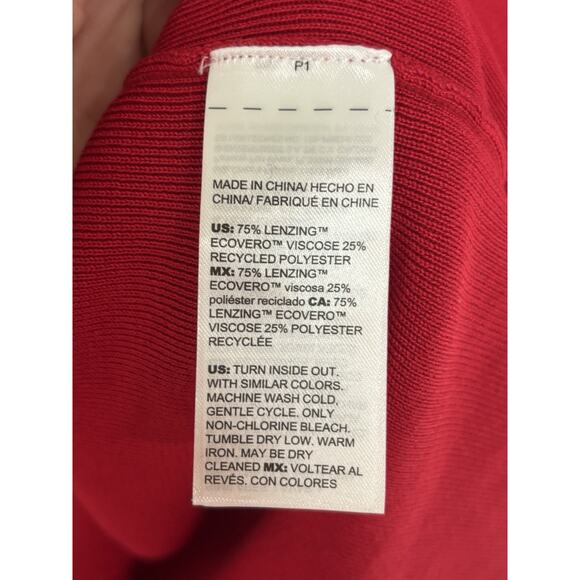 P1
MADE IN CHINA/ HECHO EN
CHINA/ FABRIQUÉ EN CHINE
US: 75% LENZING™
ECOVERO™ VISCOSE 25%
RECYCLED POLYESTER
MX: 75% LENZING™
ECOVERO™ viscosa 25%
poliéster reciclado CA: 75%
LENZING™ ECOVERO™
VISCOSE 25% POLYESTER
RECYCLÉE
US: TURN INSIDE OUT.
WITH SIMILAR COLORS.
MACHINE WASH COLD,
GENTLE CYCLE. ONLY
NON-CHLORINE BLEACH.
TUMBLE DRY LOW. WARM
IRON. MAY BE DRY
CLEANED MX: VOLTEAR AL
REVÉS. CON COLORES